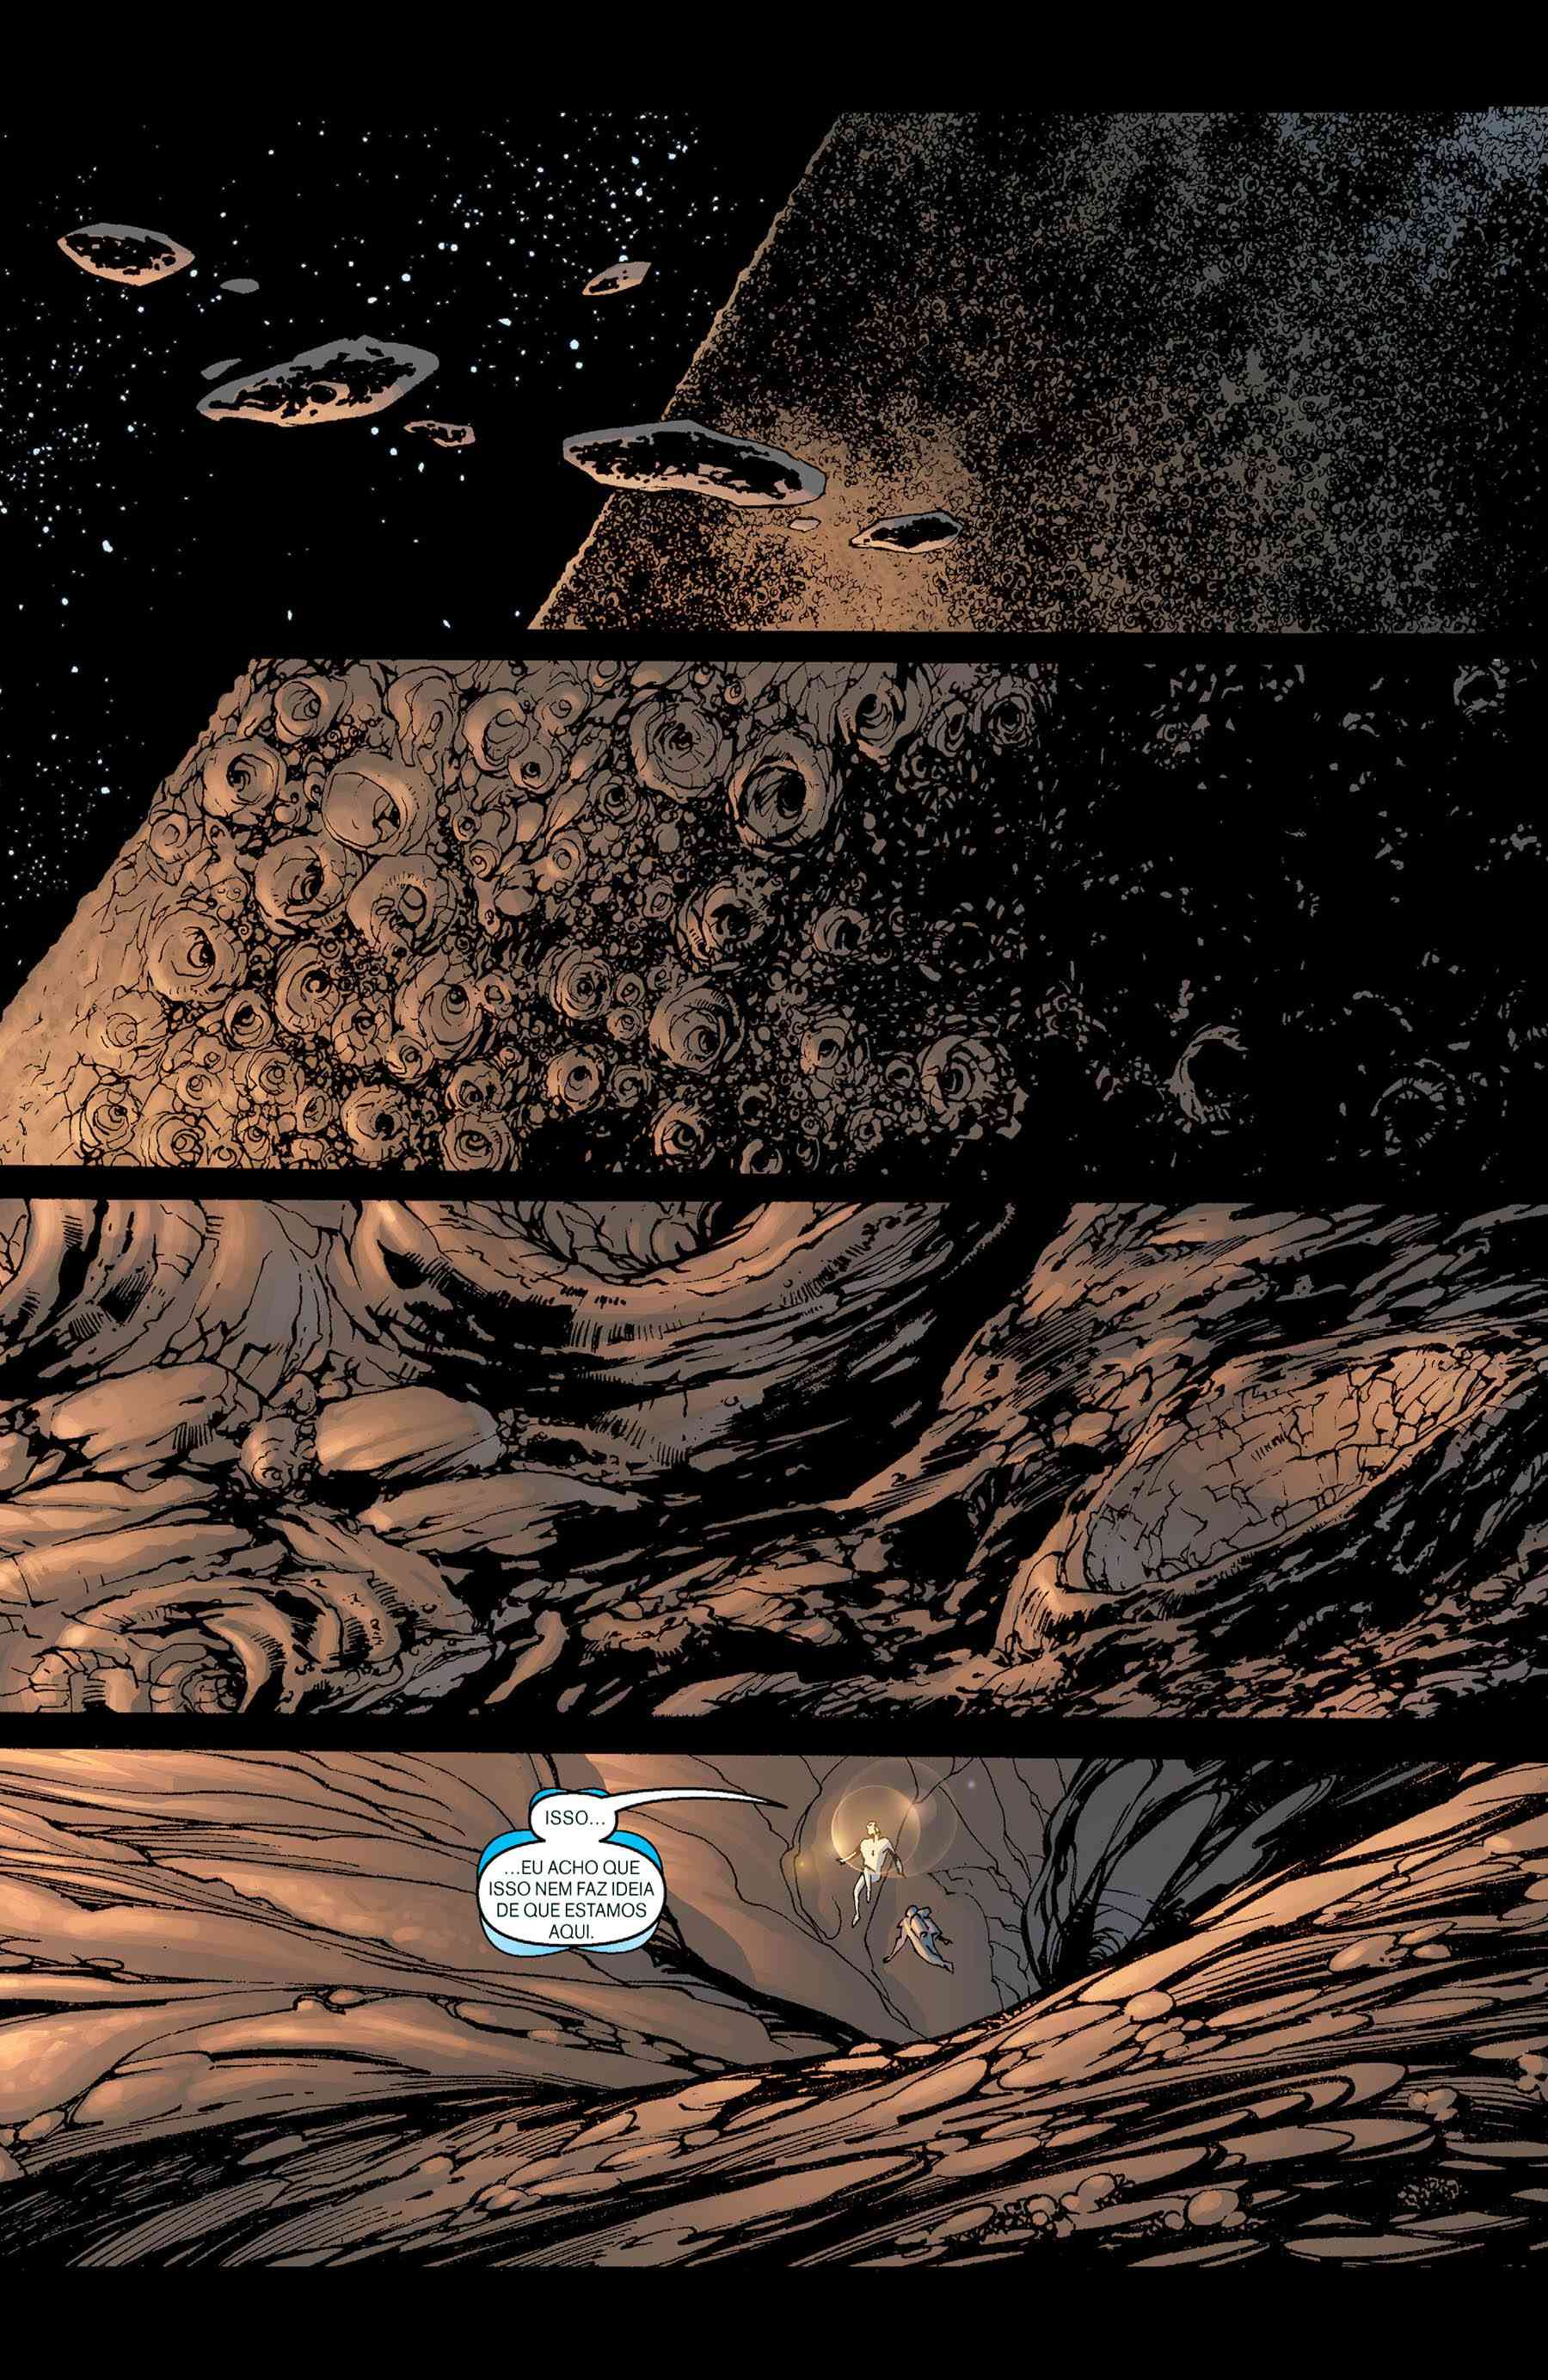 ISSO...
...EU ACHO QUE
ISSO NEM FAZ IDEIA
DE QUE ESTAMOS
AQUI.